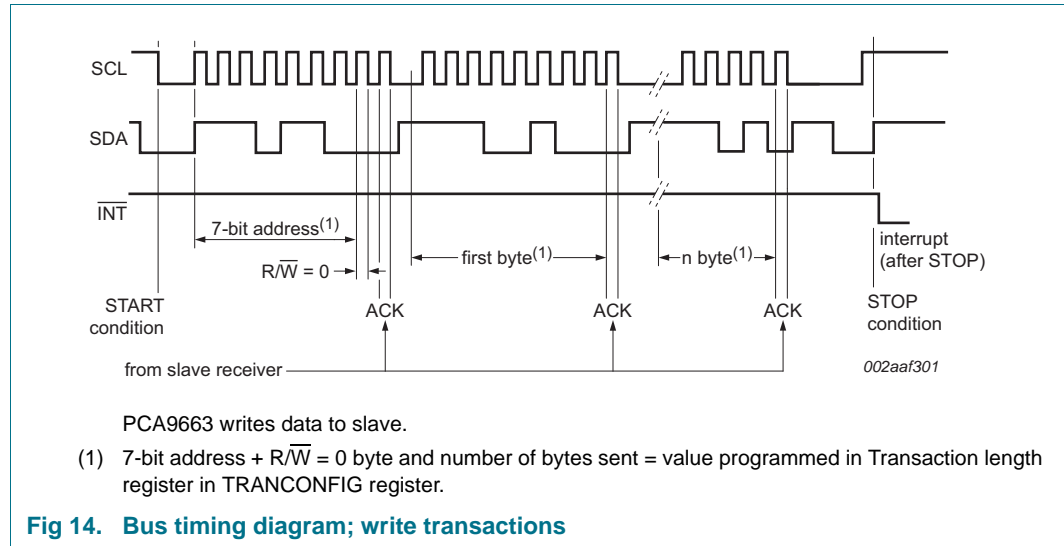 SCL
SDA
INT
7-bit address(1)
first byte(1)
n byte(1)
interrupt
(after STOP)
R/W = 0
START
condition
ACK
ACK
ACK
STOP
condition
from slave receiver
002aaf301
PCA9663 writes data to slave.
(1) 7-bit address + R/W = 0 byte and number of bytes sent = value programmed in Transaction length
register in TRANCONFIG register.
Fig 14. Bus timing diagram; write transactions